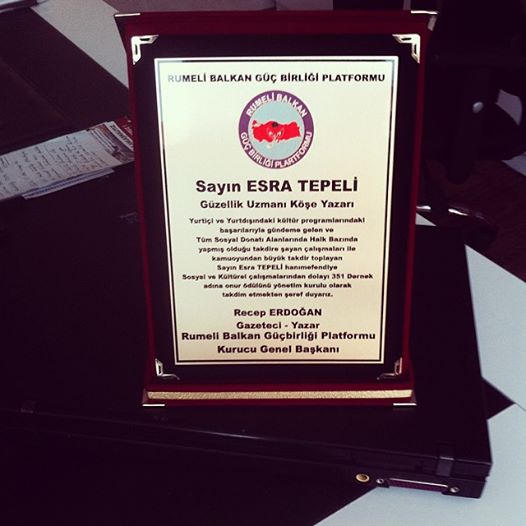 RUMELİ BALKAN GÜÇ BİRLİĞİ PLATFORMU
RUMELİ BALKAN
GÜÇ BİRLİĞİ PLARTFORMU
Sayın ESRA TEPELİ
Güzellik Uzmanı Köşe Yazarı
Yurtiçi ve Yurtdışındaki kültür programlarındaki
başarılarıyla gündeme gelen ve
Tüm Sosyal Donatı Alanlarında Halk Bazında
yapmış olduğu takdire şayan çalışmaları ile
kamuoyundan büyük takdir toplayan
Sayın Esra TEPELİ hanımefendiye
Sosyal ve Kültürel çalışmalarından dolayı 351 Dernek
adına onur ödülünü yönetim kurulu olarak
takdim etmekten şeref duyarız.
Recep ERDOĞAN
Gazeteci - Yazar
Rumeli Balkan Güçbirliği Platformu
Kurucu Genel Başkanı